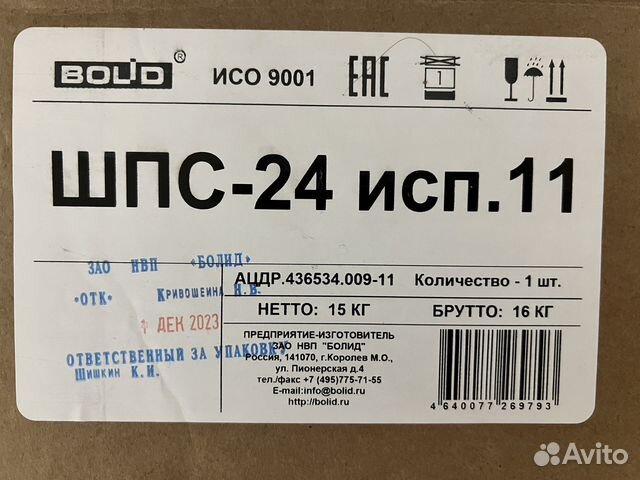 BOLID ® ИСО 9001 EAC 1
ШПС-24 исп.11
ЗАО НВП «БОЛИД»
"ОТК" Кривошеина Н.В.
1 ДЕК 2023
ОТВЕТСТВЕННЫЙ ЗА УПАКОВКУ
Шишкин К.И.
АЦДР.436534.009-11 Количество - 1 шт.
НЕТТО: 15 КГ БРУТТО: 16 КГ
ПРЕДПРИЯТИЕ-ИЗГОТОВИТЕЛЬ
ЗАО НВП "БОЛИД"
Россия, 141070, г.Королев М.О.,
ул. Пионерская д.4
тел./факс +7 (495)775-71-55
E-mail:info@bolid.ru
http://bolid.ru
4 640077 269793
Avito